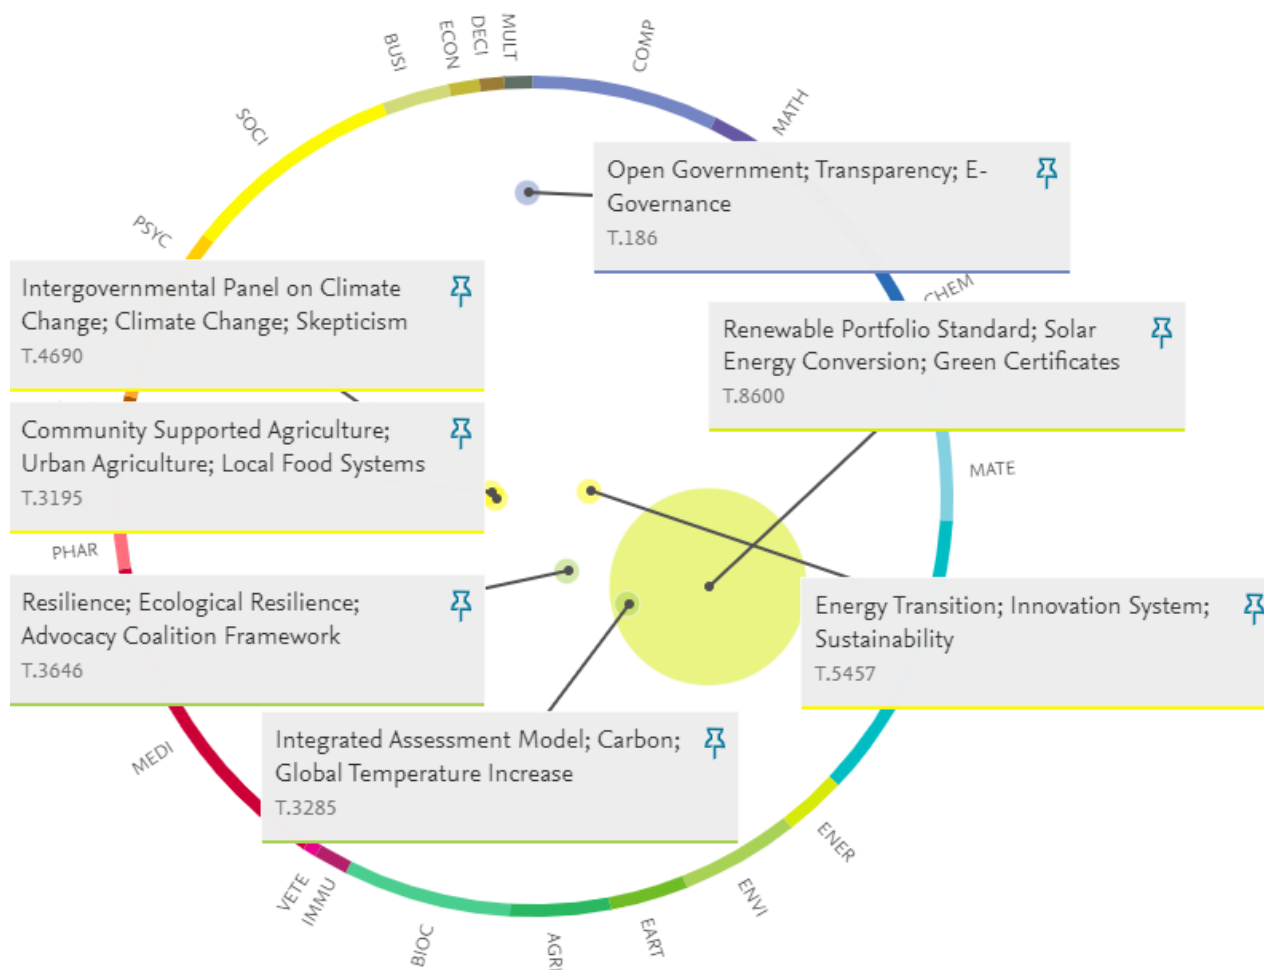 MULT
DECI
ECON
BUSI
COMP
SOCI
MATH
PSYC
Open Government; Transparency; E-
Governance
T.186
Intergovernmental Panel on Climate
Change; Climate Change; Skepticism
T.4690
CHEM
Renewable Portfolio Standard; Solar
Energy Conversion; Green Certificates
T.8600
Community Supported Agriculture;
Urban Agriculture; Local Food Systems
T.3195
MATE
PHAR
Resilience; Ecological Resilience;
Advocacy Coalition Framework
T.3646
Energy Transition; Innovation System;
Sustainability
T.5457
MEDI
Integrated Assessment Model; Carbon;
Global Temperature Increase
T.3285
ENER
VETE
IMMU
ENVI
BIOC
AGRI
EART